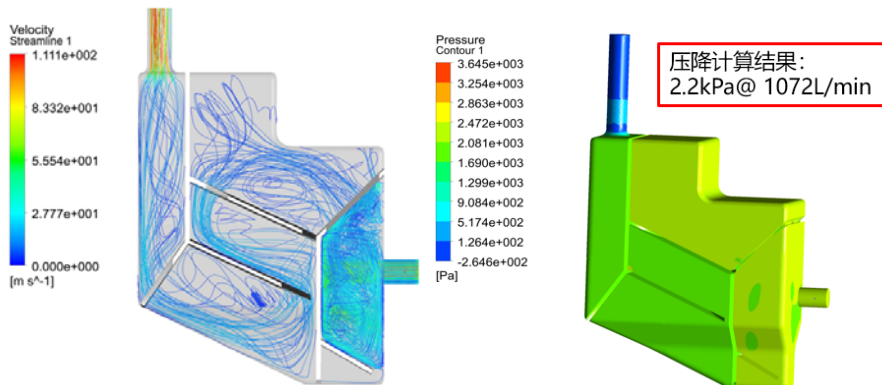 Velocity
Streamline 1
1.111e+002
8.332e+001
5.554e+001
2.777e+001
0.000e+000
[m s^-1]
Pressure
Contour 1
3.645e+003
3.254e+003
2.863e+003
2.472e+003
2.081e+003
1.690e+003
1.299e+003
9.082e+002
5.174e+002
1.264e+002
-2.646e+002
[Pa]
压降计算结果：
2.2kPa@ 1072L/min